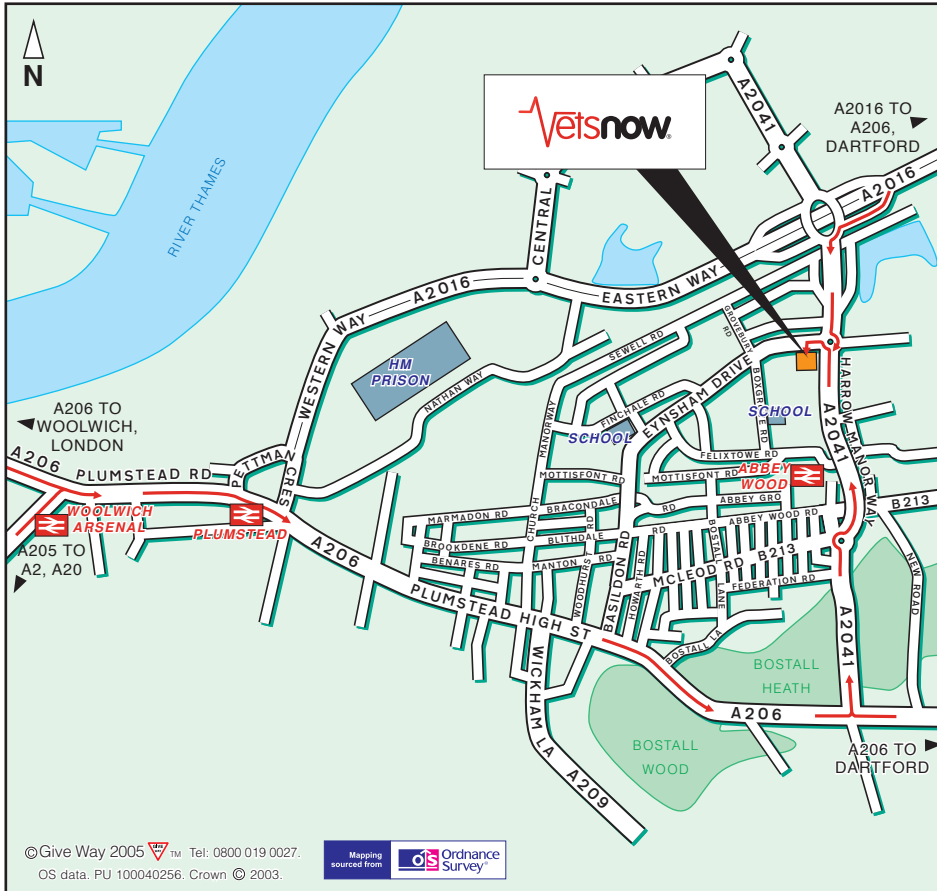 N
RIVER THAMES
Vetsnow®
A2041
A2016 TO
A206,
DARTFORD
A2016
CENTRAL
EASTERN WAY
A2016
WESTERN WAY
HM
PRISON
NATHAN WAY
SEWELL RD
GROVEBURY
RD
BOXGROVE RD
EYNSHAM DRIVE
HARROW MANOR WAY
A2041
FINCHALE RD
SCHOOL
SCHOOL
MANORWAY
CHURCH
A206 TO
WOOLWICH,
LONDON
A206
PLUMSTEAD RD
PETTMAN
CRES
WOOLWICH
ARSENAL
PLUMSTEAD
A205 TO
A2, A20
FELIXTOWE RD
MOTTISFONT RD
MOTTISFONT RD
ABBEY
WOOD
ABBEY GRO
ABBEY WOOD RD
B213
MARMADON RD
BRACONDALE
RD
BROOKDENE RD
BLITHDALE
RD
BENARES RD
MANTON RD
WOODHURST RD
BASILDON RD
HOWARTH RD
MCLEOD RD
B213
BOSTALL
LANE
FEDERATION RD
NEW ROAD
A206
PLUMSTEAD HIGH ST
BOSTALL LA
WICKHAM LA
A209
A2041
BOSTALL
HEATH
A206
BOSTALL
WOOD
A206 TO
DARTFORD
©Give Way 2005 TM Tel: 0800 019 0027.
OS data. PU 100040256. Crown © 2003.
Mapping
sourced from
OS
Ordnance
Survey®